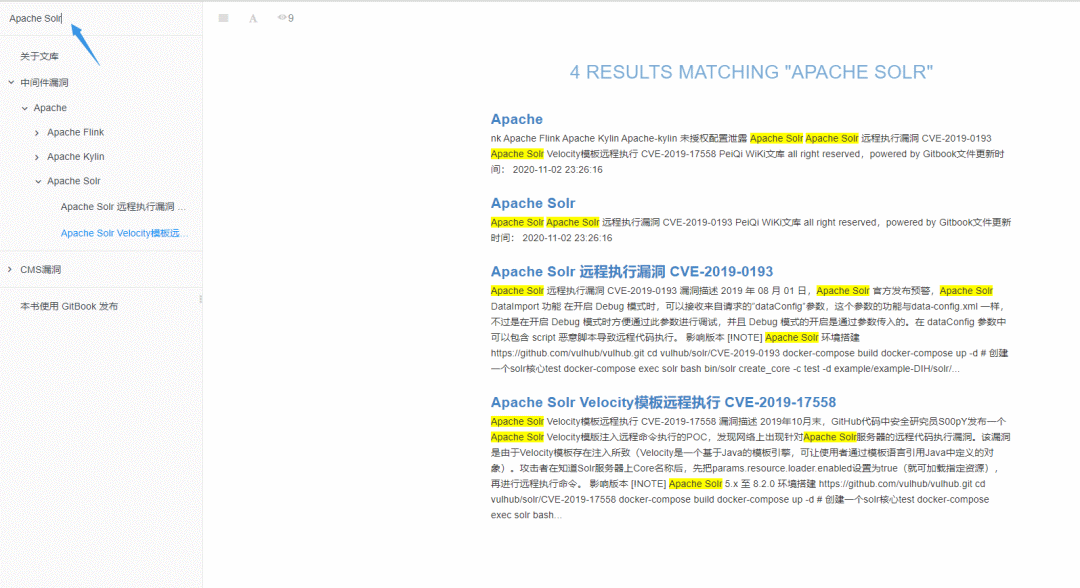 Apache Solr
A
9
关于文库
中间件漏洞
Apache
Apache Flink
Apache Kylin
Apache Solr
Apache Solr 远程执行漏洞 ...
Apache Solr Velocity模板远...
CMS漏洞
本书使用 GitBook 发布
4 RESULTS MATCHING "APACHE SOLR"
Apache
nk Apache Flink Apache Kylin Apache-kylin 未授权配置泄露 Apache Solr Apache Solr 远程执行漏洞 CVE-2019-0193
Apache Solr Velocity模板远程执行 CVE-2019-17558 PeiQi WiKi文库 all right reserved，powered by Gitbook文件更新时
间： 2020-11-02 23:26:16
Apache Solr
Apache Solr Apache Solr 远程执行漏洞 CVE-2019-0193 PeiQi WiKi文库 all right reserved，powered by Gitbook文件更新
时间： 2020-11-02 23:26:16
Apache Solr 远程执行漏洞 CVE-2019-0193
Apache Solr 远程执行漏洞 CVE-2019-0193 漏洞描述 2019 年 08 月 01 日，Apache Solr 官方发布预警，Apache Solr
DataImport 功能 在开启 Debug 模式时，可以接收来自请求的"dataConfig"参数，这个参数的功能与data-config.xml 一样，
不过是在开启 Debug 模式时方便通过此参数进行调试，并且 Debug 模式的开启是通过参数传入的。在 dataConfig 参数中
可以包含 script 恶意脚本导致远程代码执行。 影响版本 [!NOTE] Apache Solr 环境搭建
https://github.com/vulhub/vulhub.git cd vulhub/solr/CVE-2019-0193 docker-compose build docker-compose up -d # 创建
一个solr核心test docker-compose exec solr bash bin/solr create_core -c test -d example/example-DIH/solr/...
Apache Solr Velocity模板远程执行 CVE-2019-17558
Apache Solr Velocity模板远程执行 CVE-2019-17558 漏洞描述 2019年10月末，GitHub代码中安全研究员S00pY发布一个
Apache Solr Velocity模版注入远程命令执行的POC，发现网络上出现针对Apache Solr服务器的远程代码执行漏洞。该漏洞
是由于Velocity模板存在注入所致（Velocity是一个基于Java的模板引擎，可让使用者通过模板语言引用Java中定义的对
象）。攻击者在知道Solr服务器上Core名称后，先把params.resource.loader.enabled设置为true（就可加载指定资源），
再进行远程执行命令。 影响版本 [!NOTE] Apache Solr 5.x 至 8.2.0 环境搭建 https://github.com/vulhub/vulhub.git cd
vulhub/solr/CVE-2019-17558 docker-compose build docker-compose up -d # 创建一个solr核心test docker-compose
exec solr bash...